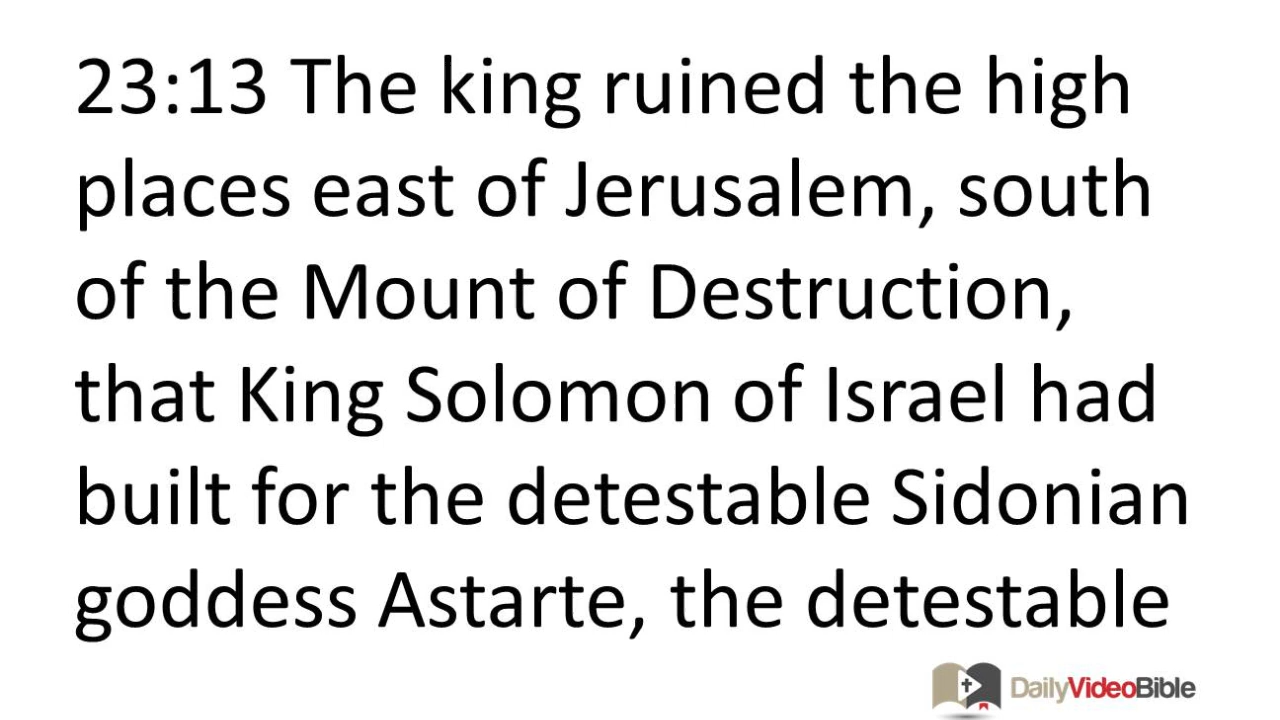 23:13 The king ruined the high
places east of Jerusalem, south
of the Mount of Destruction,
that King Solomon of Israel had
built for the detestable Sidonian
goddess Astarte, the detestable
DailyVideoBible